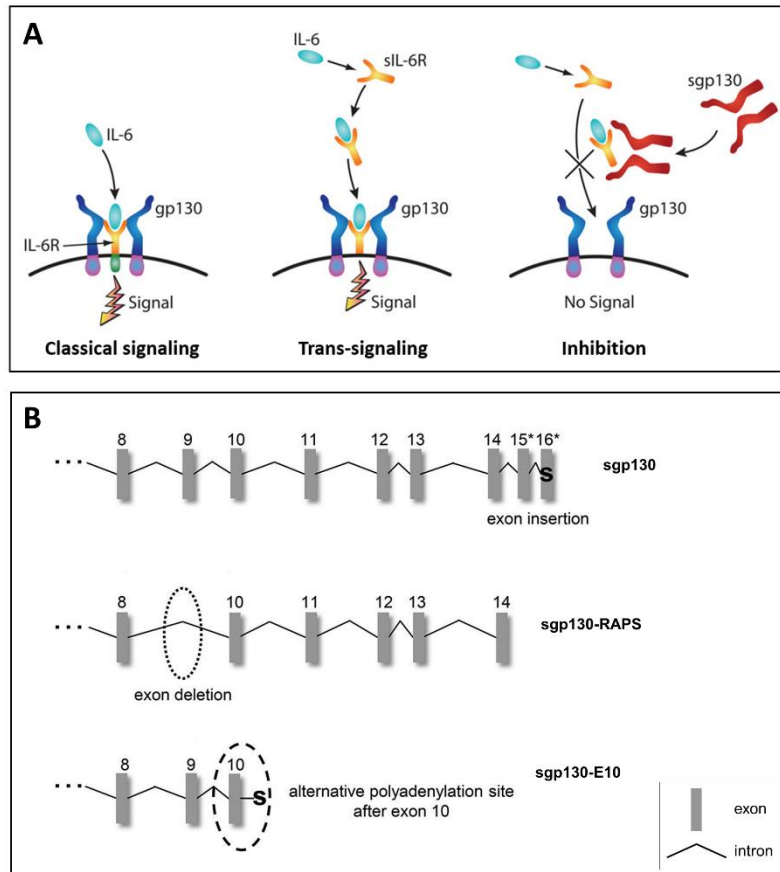 A
IL-6
sIL-6R
sgp130
IL-6
gp130
gp130
gp130
IL-6R
Signal
Signal
No Signal
Classical signaling
Trans-signaling
Inhibition
B
8 9 10 11 12 13 14 15* 16*
S
sgp130
exon insertion
8 10 11 12 13 14
sgp130-RAPS
exon deletion
sgp130-E10
8 9 10
S
alternative polyadenylation site
after exon 10
exon
intron